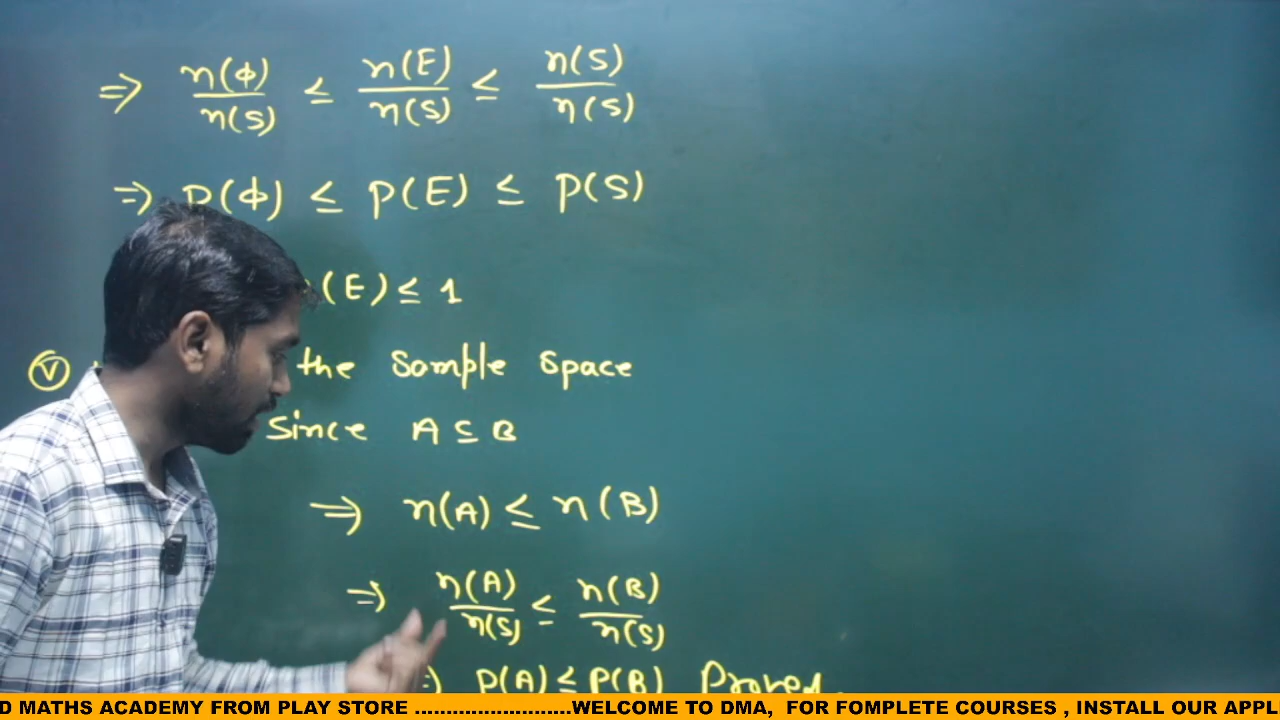 ⇒ n(ϕ)/n(S) ≤ n(E)/n(S) ≤ n(S)/n(S)
⇒ P(ϕ) ≤ P(E) ≤ P(S)
(E) ≤ 1
Ⓥ the Sample Space
Since A ⊆ B
⇒ n(A) ≤ n(B)
⇒ n(A)/n(S) ≤ n(B)/n(S)
⇒ P(A) ≤ P(B) Proved.
D MATHS ACADEMY FROM PLAY STORE .........................WELCOME TO DMA, FOR FOMPLETE COURSES , INSTALL OUR APPL